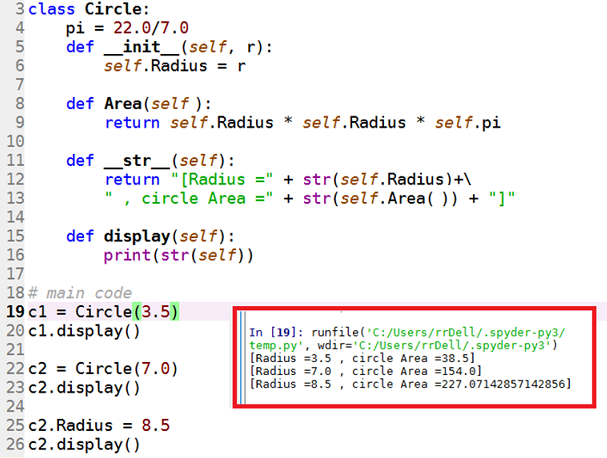 3 class Circle:
4     pi = 22.0/7.0
5     def __init__(self, r):
6         self.Radius = r
7
8     def Area(self ):
9         return self.Radius * self.Radius * self.pi
10
11     def __str__(self):
12         return "[Radius =" + str(self.Radius)+\
13         " , circle Area =" + str(self.Area( )) + "]"
14
15     def display(self):
16         print(str(self))
17
18 # main code
19 c1 = Circle(3.5)
20 c1.display()
21
22 c2 = Circle(7.0)
23 c2.display()
24
25 c2.Radius = 8.5
26 c2.display()
In [19]: runfile('C:/Users/rrDell/.spyder-py3/
temp.py', wdir='C:/Users/rrDell/.spyder-py3')
[Radius =3.5 , circle Area =38.5]
[Radius =7.0 , circle Area =154.0]
[Radius =8.5 , circle Area =227.07142857142856]